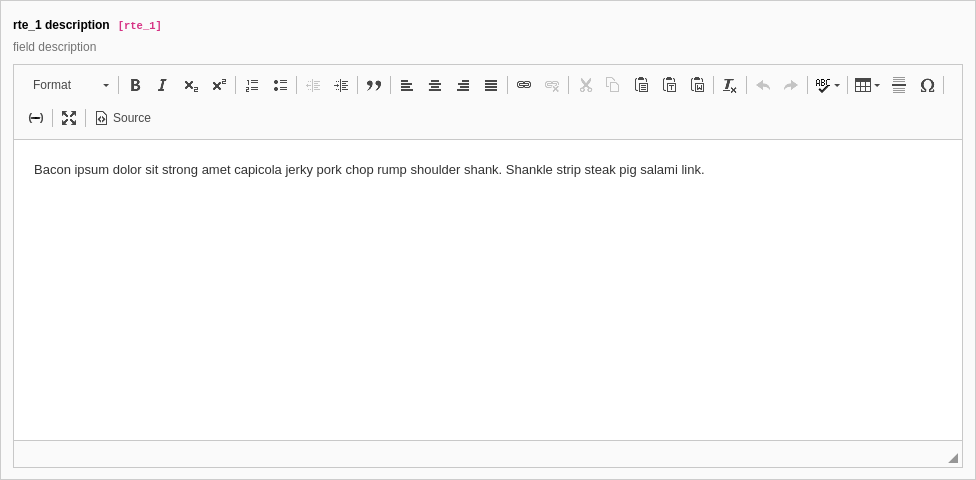 rte_1 description [rte_1]
field description
Format
ABC
Source
Bacon ipsum dolor sit strong amet capicola jerky pork chop rump shoulder shank. Shankle strip steak pig salami link.